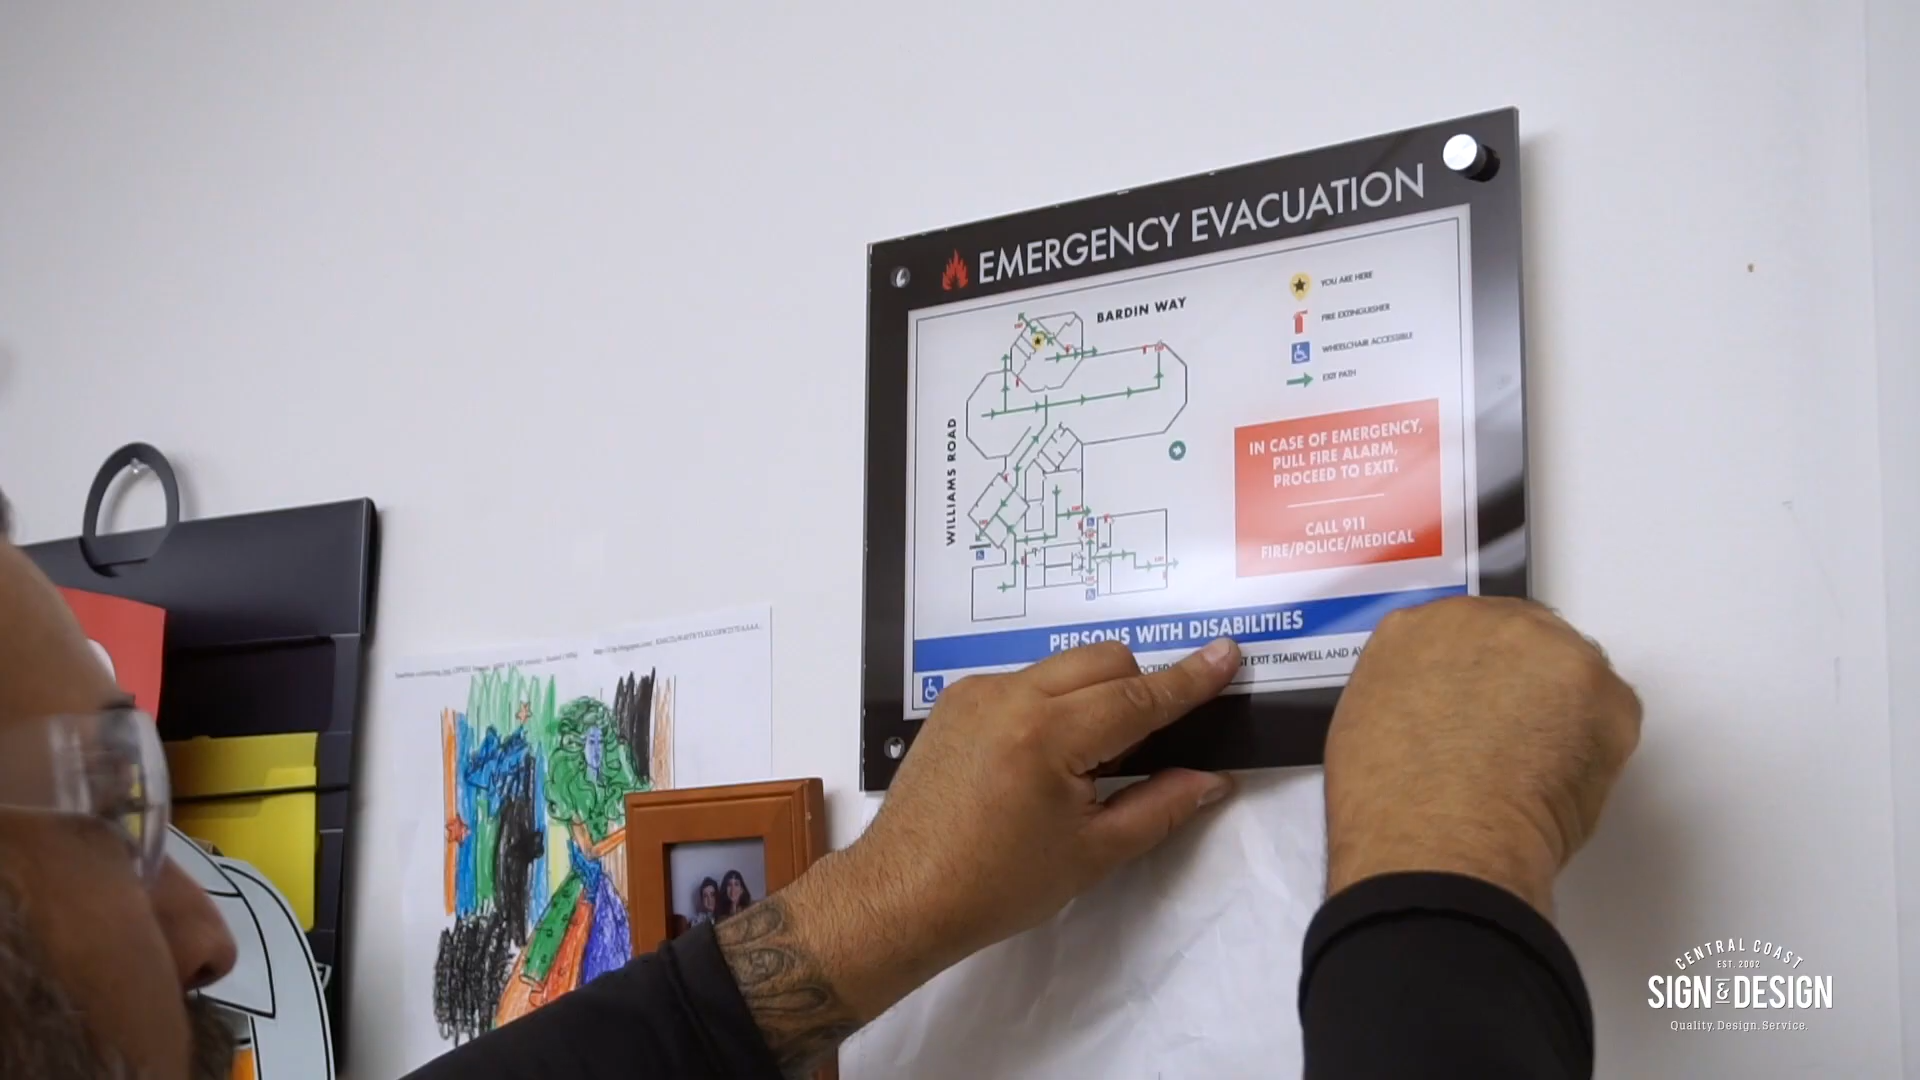 EMERGENCY EVACUATION
BARDIN WAY
WILLIAMS ROAD
YOU ARE HERE
FIRE EXTINGUISHER
WHEELCHAIR ACCESSIBLE
EXIT PATH
IN CASE OF EMERGENCY,
PULL FIRE ALARM,
PROCEED TO EXIT.
CALL 911
FIRE/POLICE/MEDICAL
PERSONS WITH DISABILITIES
EXIT STAIRWELL AND
CENTRAL COAST
EST. 2002
SIGN & DESIGN
Quality. Design. Service.